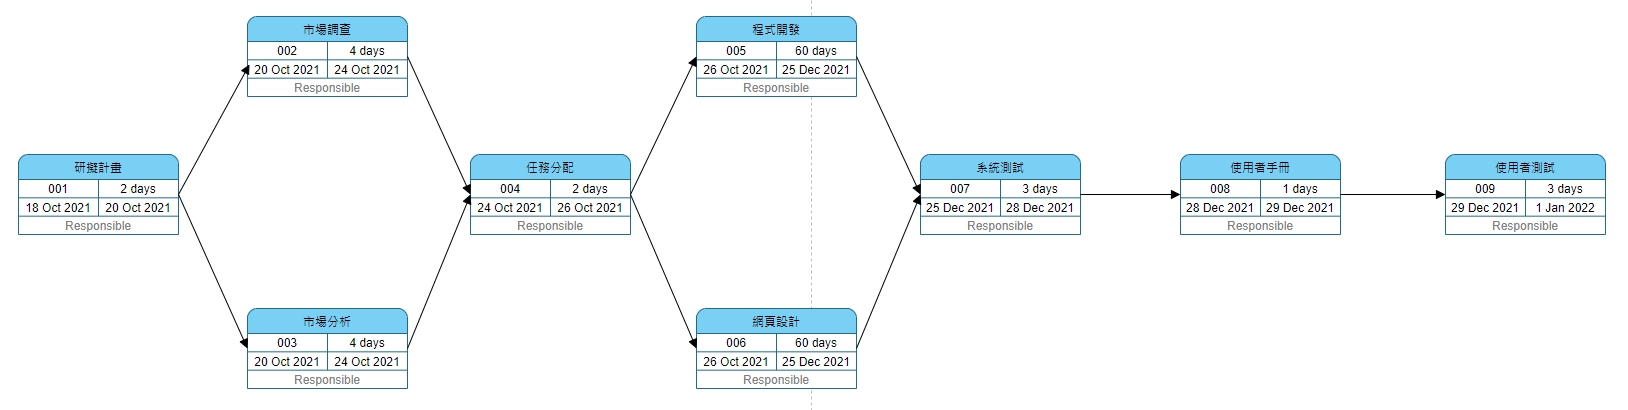 研擬計畫
001 2 days
18 Oct 2021 20 Oct 2021
Responsible
市場調查
002 4 days
20 Oct 2021 24 Oct 2021
Responsible
市場分析
003 4 days
20 Oct 2021 24 Oct 2021
Responsible
任務分配
004 2 days
24 Oct 2021 26 Oct 2021
Responsible
程式開發
005 60 days
26 Oct 2021 25 Dec 2021
Responsible
網頁設計
006 60 days
26 Oct 2021 25 Dec 2021
Responsible
系統測試
007 3 days
25 Dec 2021 28 Dec 2021
Responsible
使用者手冊
008 1 days
28 Dec 2021 29 Dec 2021
Responsible
使用者測試
009 3 days
29 Dec 2021 1 Jan 2022
Responsible